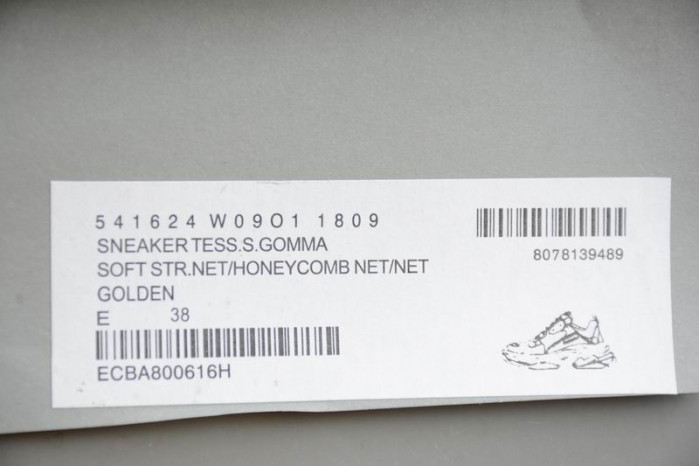 541624 W09O1 1809
SNEAKER TESS.S.GOMMA
SOFT STR.NET/HONEYCOMB NET/NET
GOLDEN
E 38
ECBA800616H
8078139489